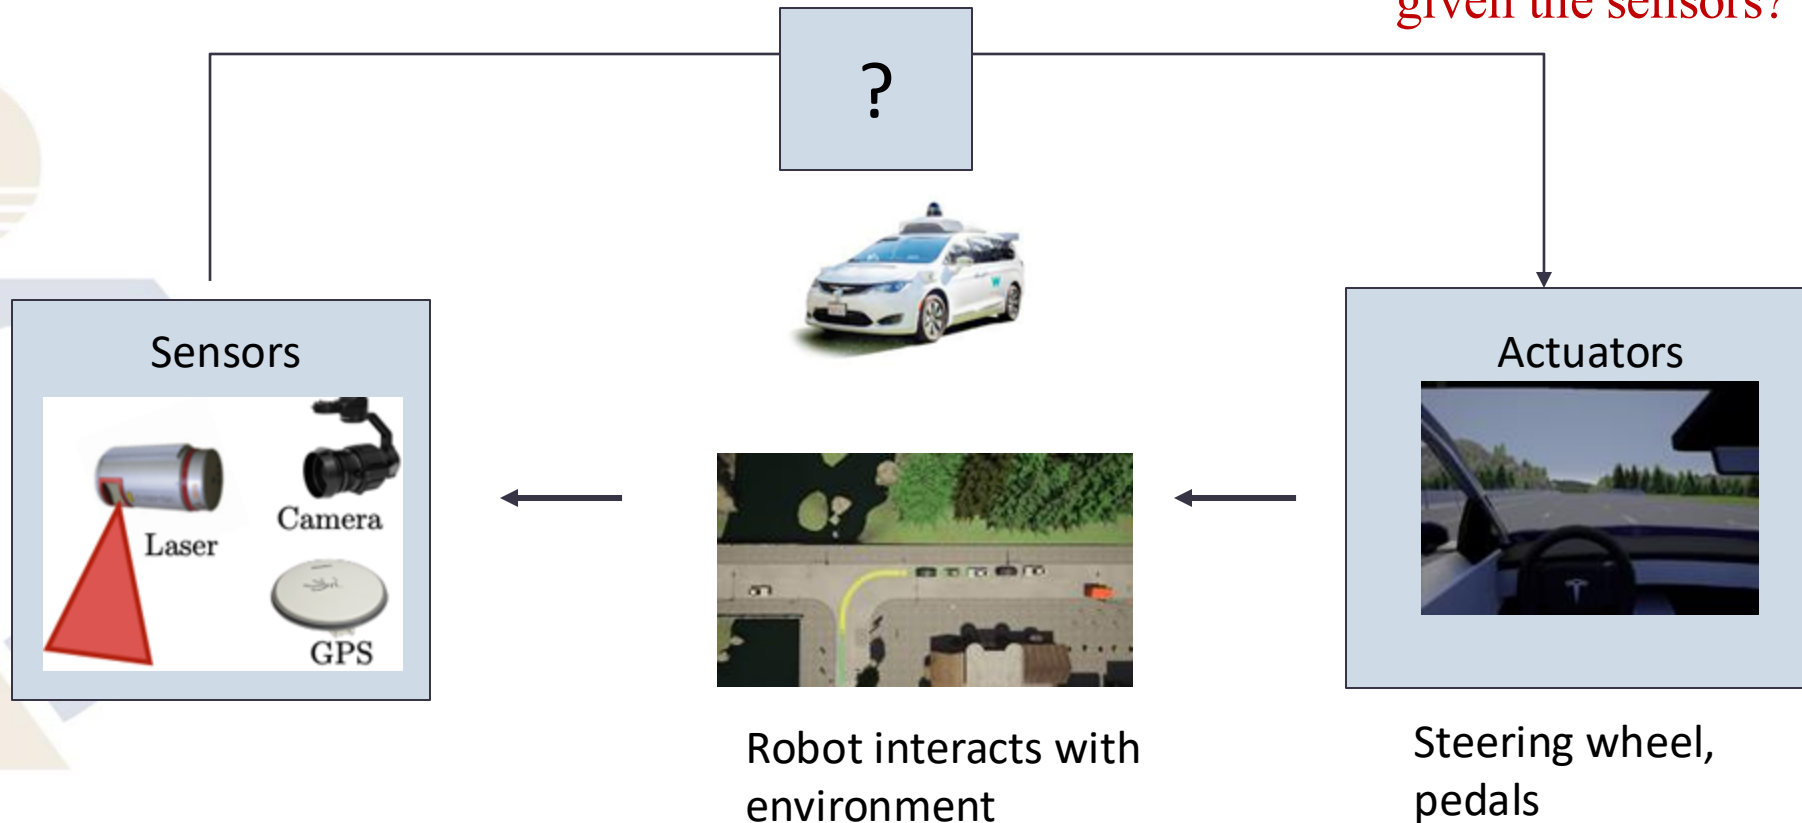 given the sensors?
?
Sensors
Laser
Camera
GPS
Actuators
Robot interacts with
environment
Steering wheel,
pedals